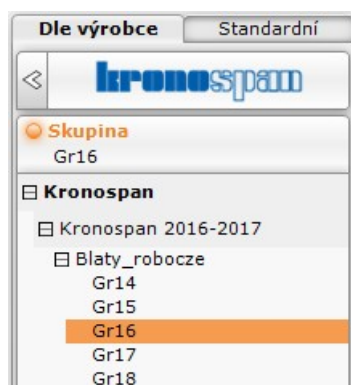 Dle výrobce Standardní
kronospan
Skupina
Gr16
Kronospan
Kronospan 2016-2017
Blaty_robocze
Gr14
Gr15
Gr16
Gr17
Gr18